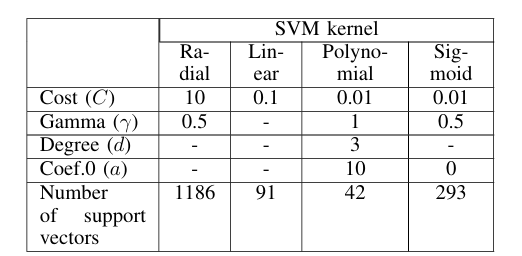 SVM kernel
Ra- Lin- Polyno- Sig-
dial ear mial moid
Cost (C) 10 0.1 0.01 0.01
Gamma (γ) 0.5 - 1 0.5
Degree (d) - - 3 -
Coef.0 (a) - - 10 0
Number 1186 91 42 293
of support
vectors